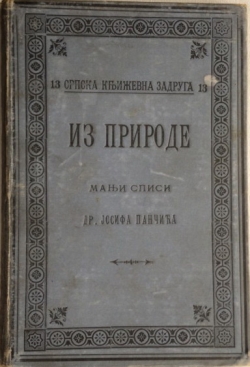 13 СРПСКА КЊИЖЕВНА ЗАДРУГА 13
ИЗ ПРИРОДЕ
МАЊИ СПИСИ
ДР. ЈОСИФА ПАНЧИЋА